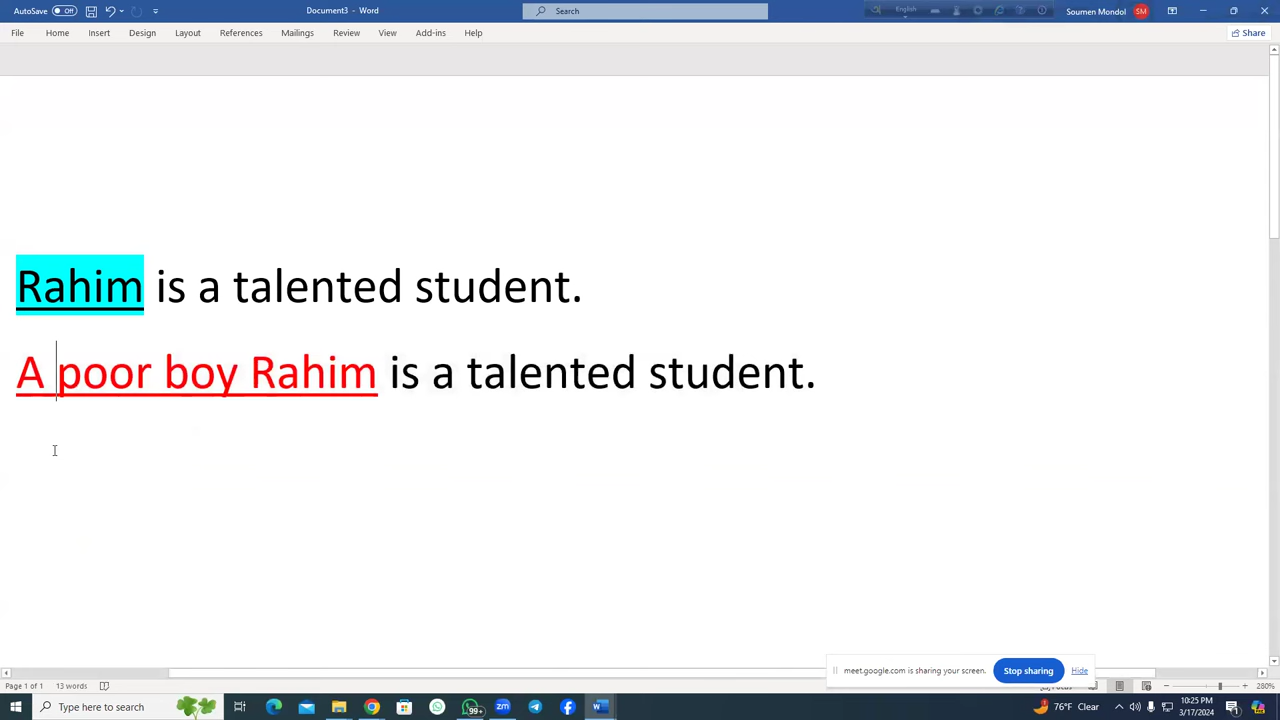 AutoSave Off Document3 - Word Search English Soumen Mondol SM
File Home Insert Design Layout References Mailings Review View Add-ins Help Share
Rahim is a talented student.
A poor boy Rahim is a talented student.
meet.google.com is sharing your screen. Stop sharing Hide
Page 1 of 1 13 words 280%
Type here to search 99+ 76°F Clear 10:25 PM
3/17/2024